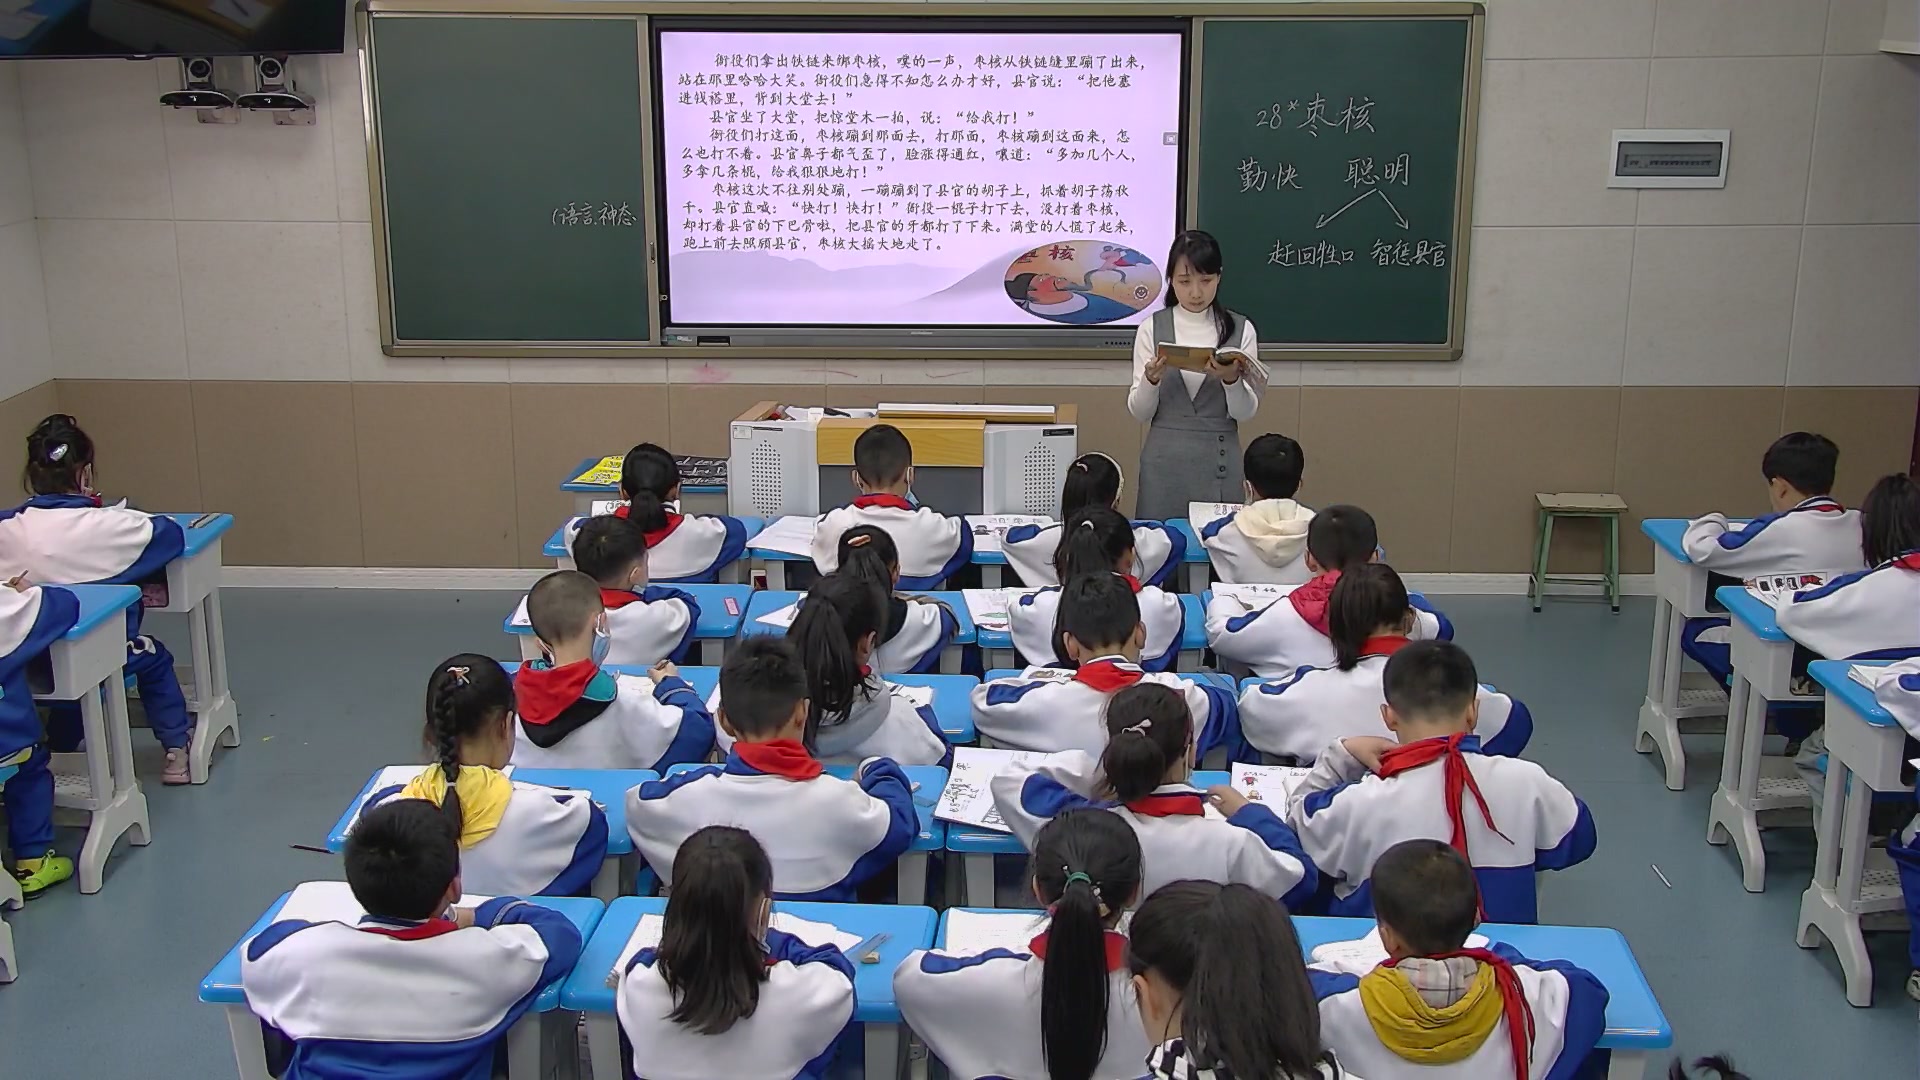 衙役们拿出铁链来绑枣核，噗的一声，枣核从铁链缝里蹦了出来，
站在那里哈哈大笑。衙役们急得不知怎么办才好，县官说：“把他塞
进钱褡里，背到大堂去！”
县官坐了大堂，把惊堂木一拍，说：“给我打！”
衙役们打这面，枣核蹦到那面去，打那面，枣核蹦到这面来，怎
么也打不着。县官鼻子都气歪了，脸涨得通红，嚷道：“多加几个人，
多拿几条棍，给我狠狠地打！”
枣核这次不往别处蹦，一蹦蹦到了县官的胡子上，抓着胡子荡秋
千。县官直喊：“快打！快打！”衙役一棍子打下去，没打着枣核，
却打着县官的下巴骨啦，把县官的牙都打了下来。满堂的人慌了起来，
跑上前去照顾县官，枣核大摇大摆地走了。
核
(语言、神态
28*枣核
勤快 聪明
赶回牲口 智惩县官